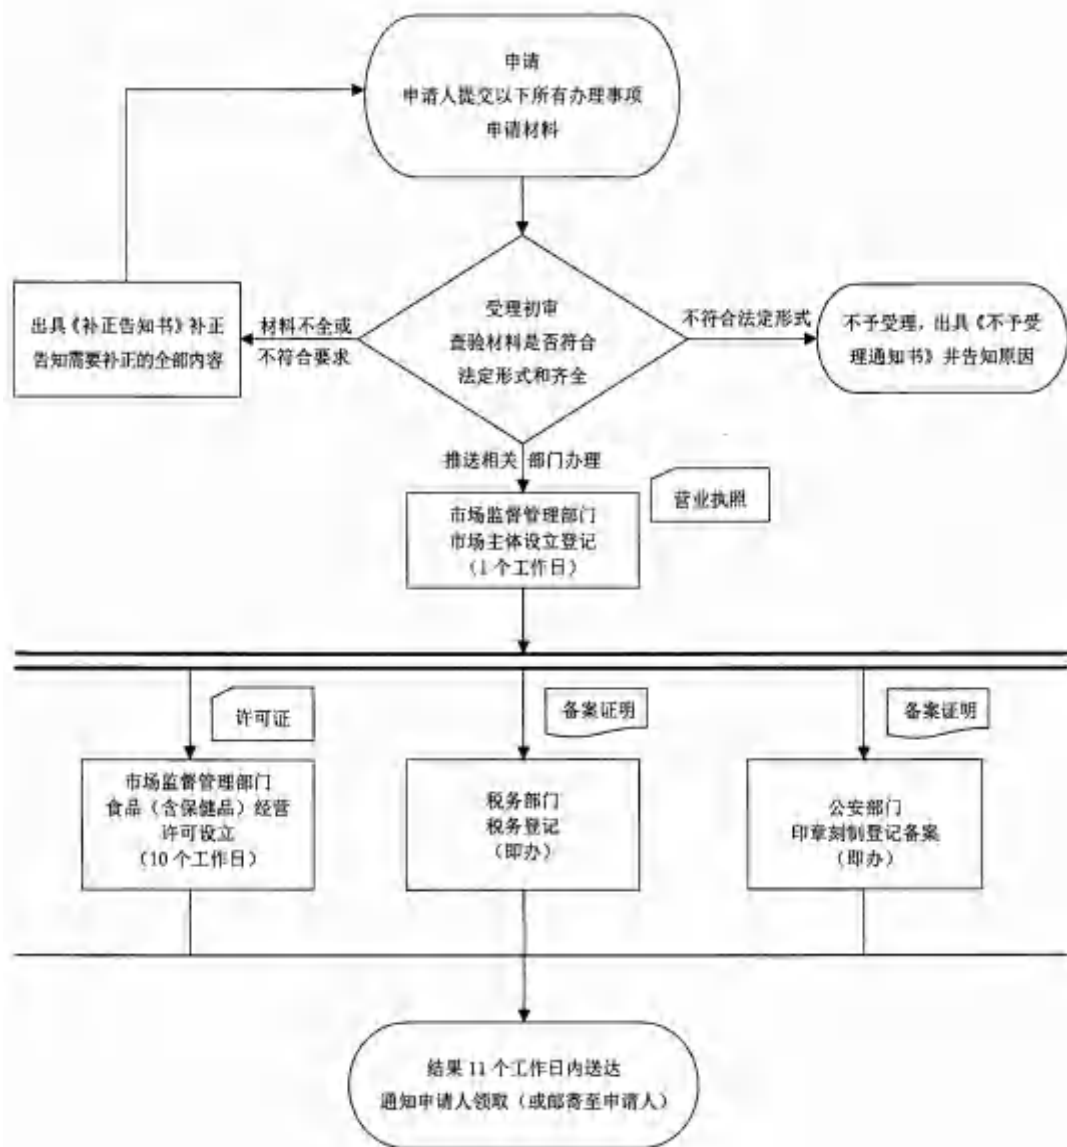 申请
申请人提交以下所有办理事项
申请材料
受理初审
查验材料是否符合
法定形式和齐全
材料不全或
不符合要求
出具《补正告知书》补正
告知需要补正的全部内容
不符合法定形式
不予受理，出具《不予受
理通知书》并告知原因
推送相关 部门办理
市场监督管理部门
市场主体设立登记
（1 个工作日）
营业执照
许可证
备案证明
备案证明
市场监督管理部门
食品（含保健品）经营
许可设立
（10 个工作日）
税务部门
税务登记
（即办）
公安部门
印章刻制登记备案
（即办）
结果 11 个工作日内送达
通知申请人领取（或邮寄至申请人）